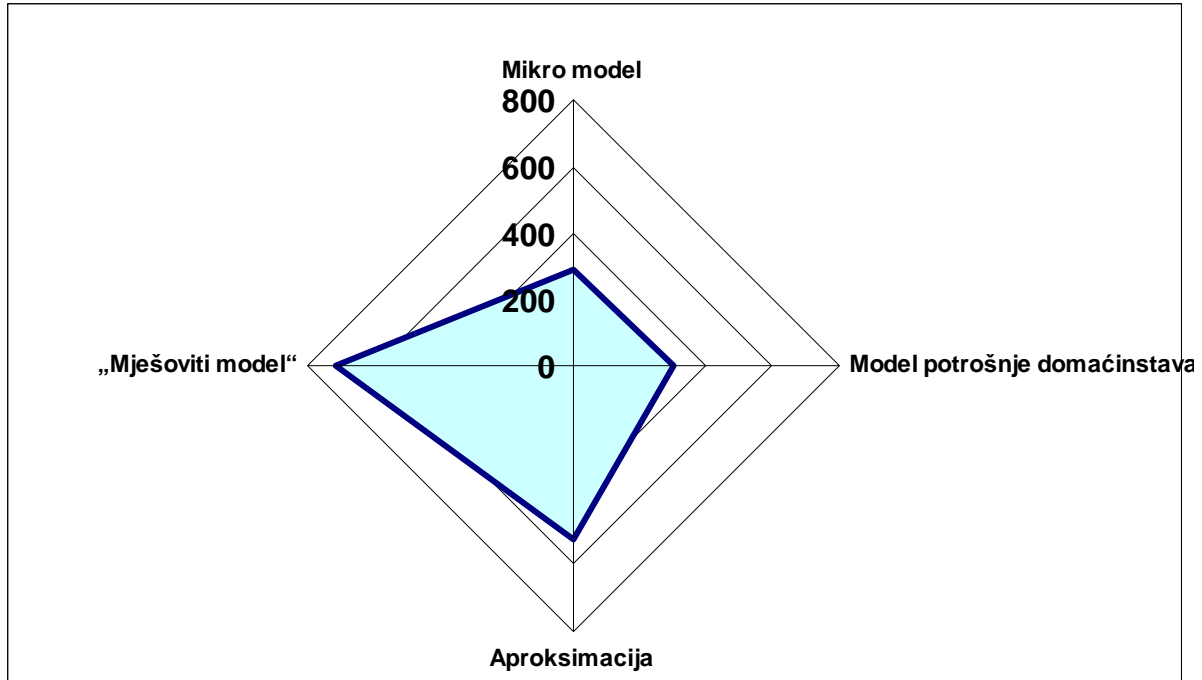 Mikro model
800
600
400
200
0
„Mješoviti model“
Model potrošnje domaćinstava
Aproksimacija